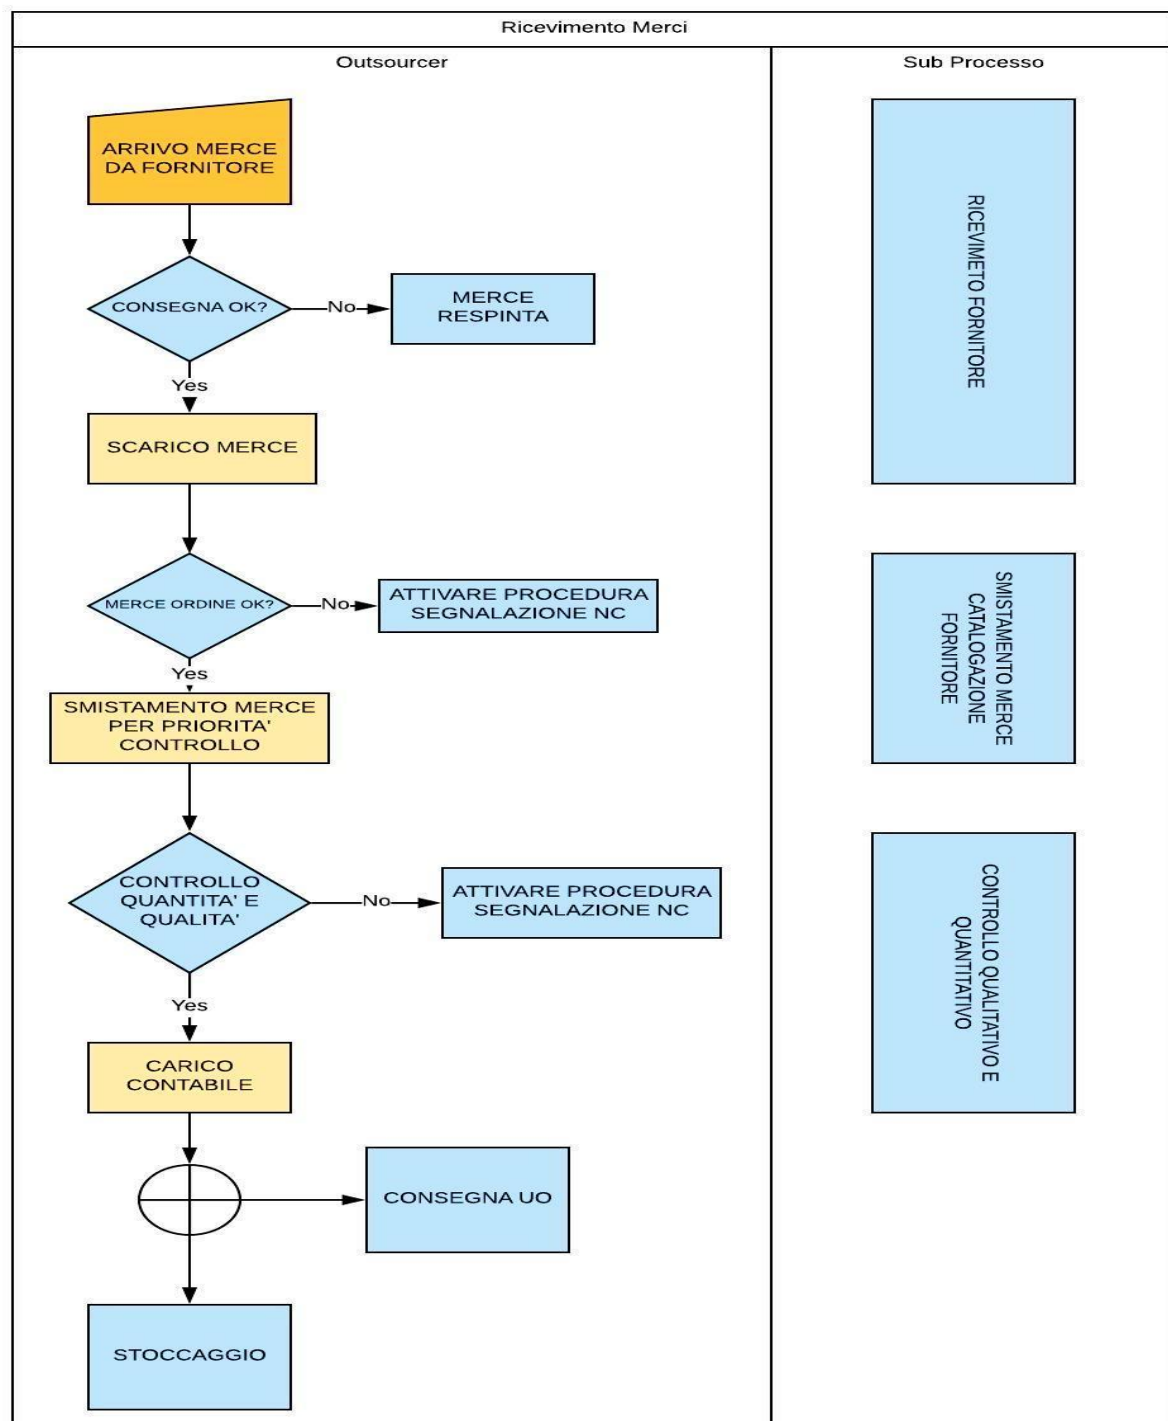 Ricevimento Merci
Outsourcer
Sub Processo
ARRIVO MERCE
DA FORNITORE
CONSEGNA OK?
No
MERCE
RESPINTA
Yes
SCARICO MERCE
MERCE ORDINE OK?
No
ATTIVARE PROCEDURA
SEGNALAZIONE NC
Yes
SMISTAMENTO MERCE
PER PRIORITA'
CONTROLLO
CONTROLLO
QUANTITA' E
QUALITA'
No
ATTIVARE PROCEDURA
SEGNALAZIONE NC
Yes
CARICO
CONTABILE
CONSEGNA UO
STOCCAGGIO
RICEVIMETO FORNITORE
SMISTAMENTO MERCE
CATALOGAZIONE
FORNITORE
CONTROLLO QUALITATIVO E
QUANTITATIVO